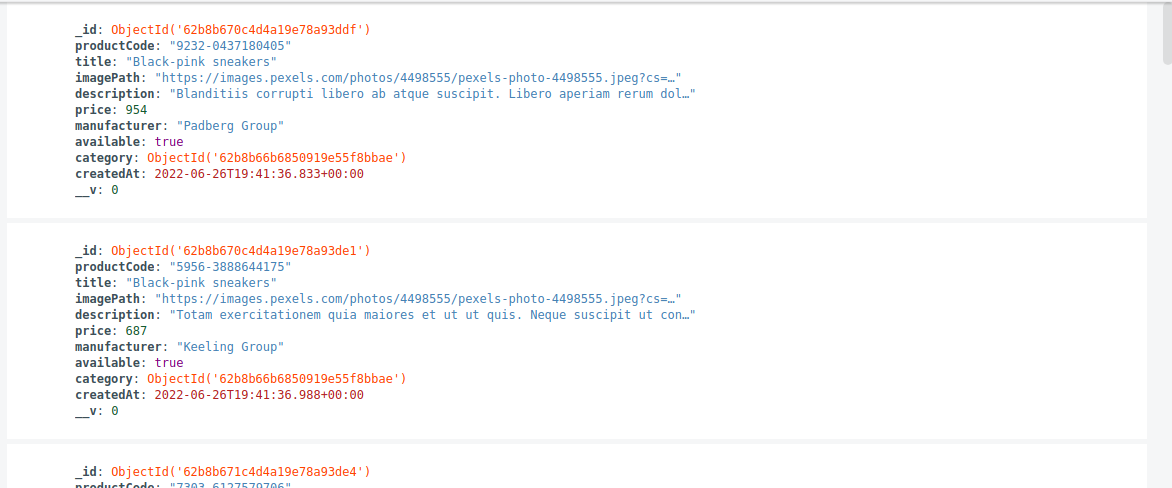 _id: ObjectId('62b8b670c4d4a19e78a93ddf')
productCode: "9232-0437180405"
title: "Black-pink sneakers"
imagePath: "https://images.pexels.com/photos/4498555/pexels-photo-4498555.jpeg?cs=…"
description: "Blanditiis corrupti libero ab atque suscipit. Libero aperiam rerum dol…"
price: 954
manufacturer: "Padberg Group"
available: true
category: ObjectId('62b8b66b6850919e55f8bbae')
createdAt: 2022-06-26T19:41:36.833+00:00
__v: 0
_id: ObjectId('62b8b670c4d4a19e78a93de1')
productCode: "5956-3888644175"
title: "Black-pink sneakers"
imagePath: "https://images.pexels.com/photos/4498555/pexels-photo-4498555.jpeg?cs=…"
description: "Totam exercitationem quia maiores et ut ut quis. Neque suscipit ut con…"
price: 687
manufacturer: "Keeling Group"
available: true
category: ObjectId('62b8b66b6850919e55f8bbae')
createdAt: 2022-06-26T19:41:36.988+00:00
__v: 0
_id: ObjectId('62b8b671c4d4a19e78a93de4')
productCode: "7303-6127579706"